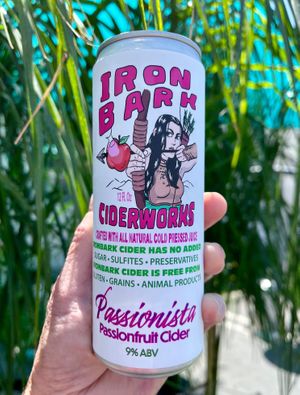 IRON
BARK
12 FL. OZ
CIDERWORKS
CRAFTED WITH ALL NATURAL COLD PRESSED JUICE
IRONBARK CIDER HAS NO ADDED
SUGAR • SULFITES • PRESERVATIVES
IRONBARK CIDER IS FREE FROM
GLUTEN • GRAINS • ANIMAL PRODUCTS
Passionista
Passionfruit Cider
9% ABV